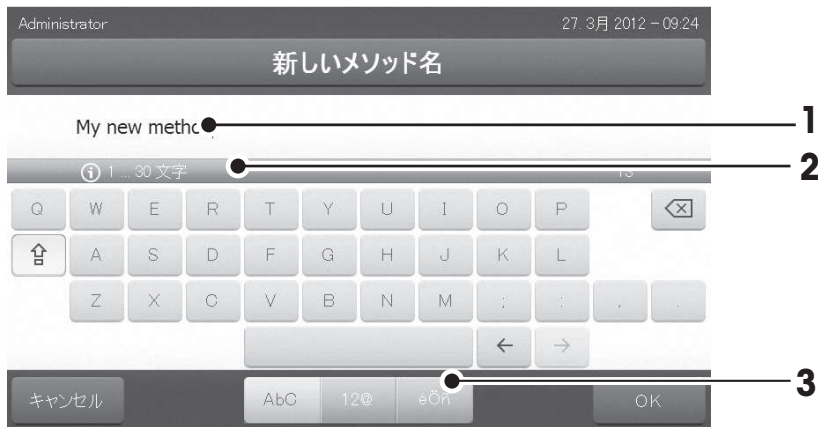 Administrator 27. 3月 2012 - 09:24
新しいメソッド名
My new metho
1
1 ... 30 文字 13
2
Q W E R T Y U I O P
A S D F G H J K L
Z X C V B N M ; : , .
← →
3
キャンセル AbC 12@ éÖñ OK